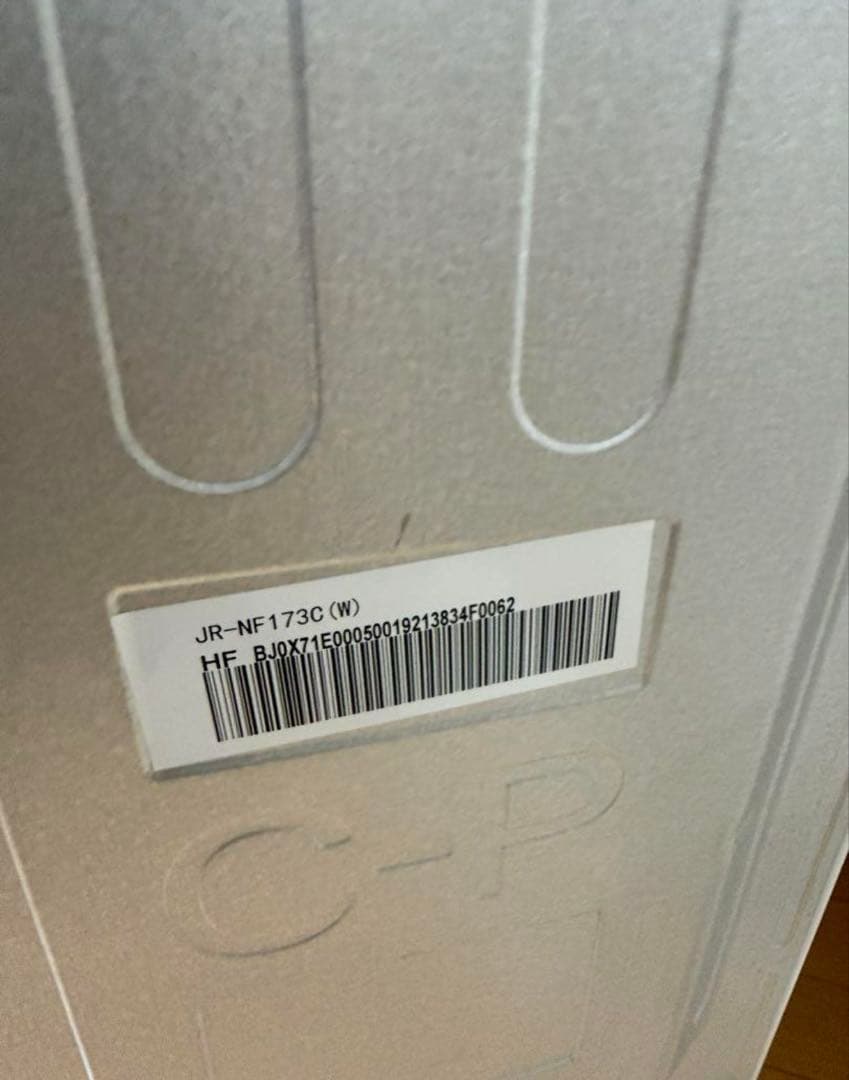 JR-NF173C(W)
HF BJ0X71E00050019213834F0062
C-P